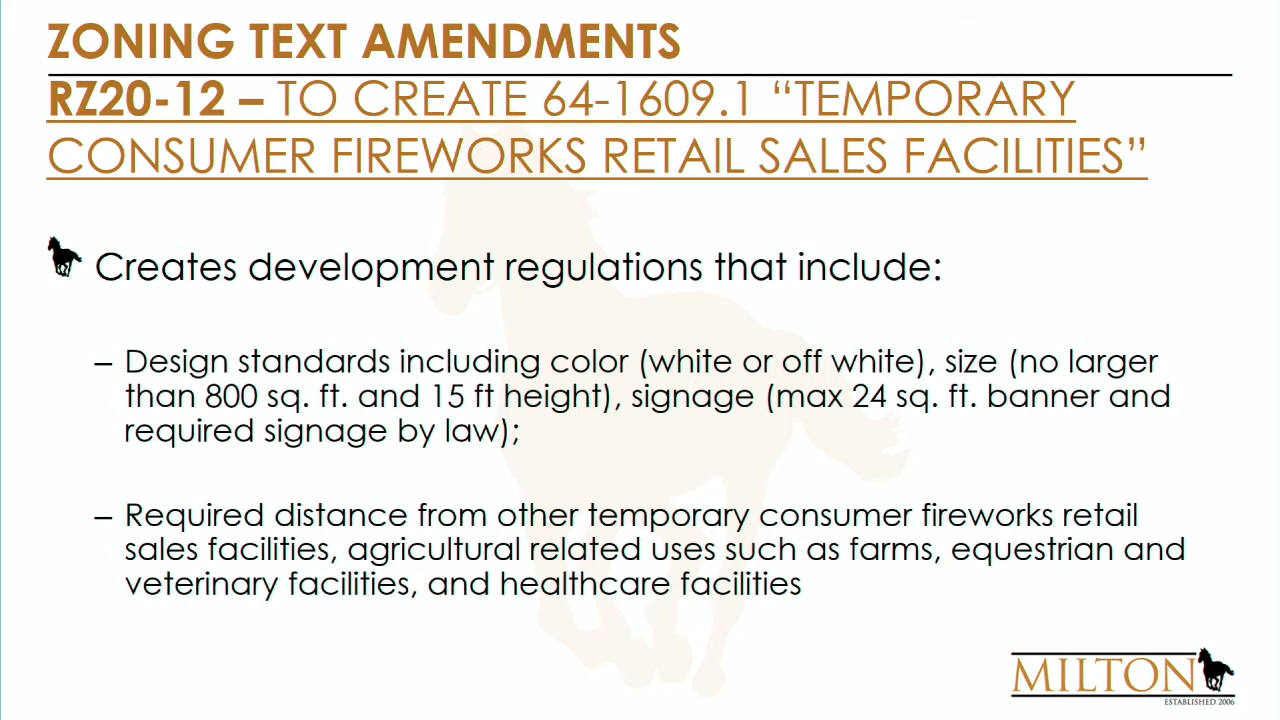 ZONING TEXT AMENDMENTS
RZ20-12 – TO CREATE 64-1609.1 “TEMPORARY
CONSUMER FIREWORKS RETAIL SALES FACILITIES”
Creates development regulations that include:
– Design standards including color (white or off white), size (no larger
than 800 sq. ft. and 15 ft height), signage (max 24 sq. ft. banner and
required signage by law);
– Required distance from other temporary consumer fireworks retail
sales facilities, agricultural related uses such as farms, equestrian and
veterinary facilities, and healthcare facilities
MILTON
ESTABLISHED 2006